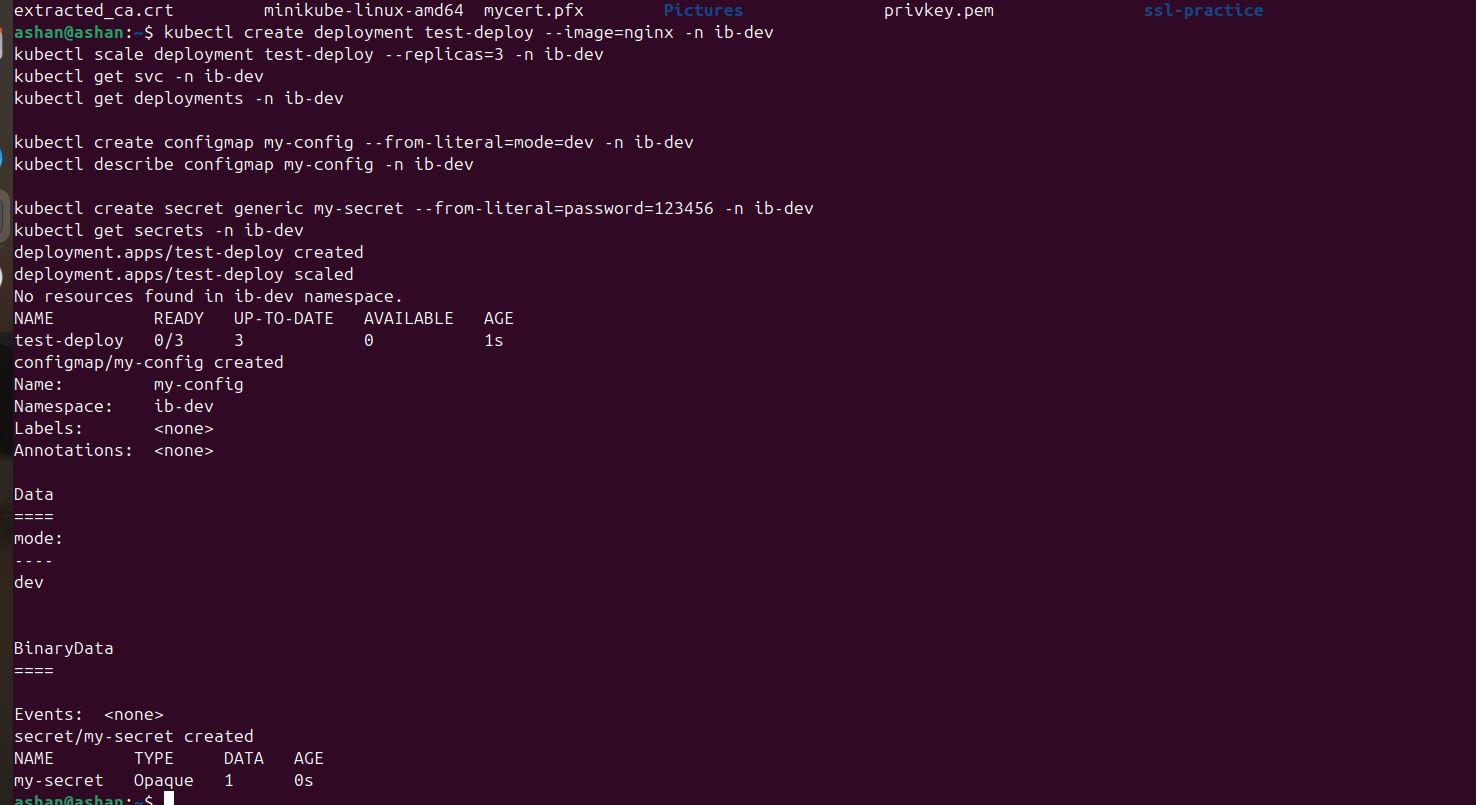 extracted_ca.crt minikube-linux-amd64 mycert.pfx Pictures privkey.pem ssl-practice
ashan@ashan:~$ kubectl create deployment test-deploy --image=nginx -n ib-dev
kubectl scale deployment test-deploy --replicas=3 -n ib-dev
kubectl get svc -n ib-dev
kubectl get deployments -n ib-dev

kubectl create configmap my-config --from-literal=mode=dev -n ib-dev
kubectl describe configmap my-config -n ib-dev

kubectl create secret generic my-secret --from-literal=password=123456 -n ib-dev
kubectl get secrets -n ib-dev
deployment.apps/test-deploy created
deployment.apps/test-deploy scaled
No resources found in ib-dev namespace.
NAME READY UP-TO-DATE AVAILABLE AGE
test-deploy 0/3 3 0 1s
configmap/my-config created
Name: my-config
Namespace: ib-dev
Labels: <none>
Annotations: <none>

Data
====
mode:
----
dev

BinaryData
====

Events: <none>
secret/my-secret created
NAME TYPE DATA AGE
my-secret Opaque 1 0s
ashan@ashan:~$